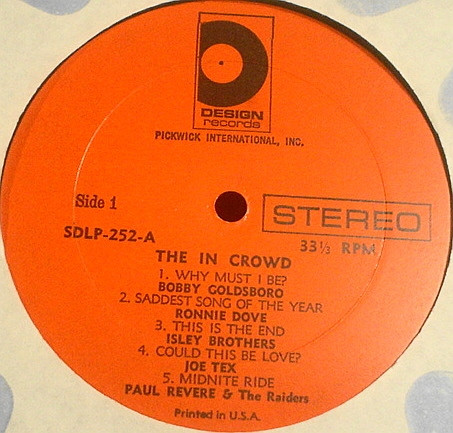 DESIGN
records
PICKWICK INTERNATIONAL, INC.
Side 1
STEREO
SDLP-252-A
33⅓ RPM
THE IN CROWD
1. WHY MUST I BE?
BOBBY GOLDSBORO
2. SADDEST SONG OF THE YEAR
RONNIE DOVE
3. THIS IS THE END
ISLEY BROTHERS
4. COULD THIS BE LOVE?
JOE TEX
5. MIDNITE RIDE
PAUL REVERE & The Raiders
Printed in U.S.A.